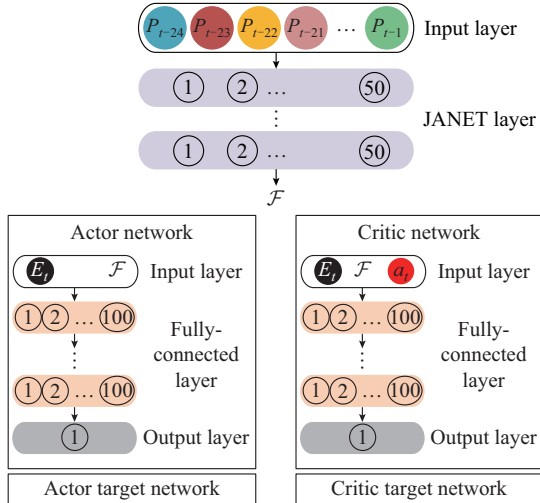 P_{t−24} P_{t−23} P_{t−22} P_{t−21} … P_{t−1} Input layer
1 2 … 50
⋮ JANET layer
1 2 … 50
ℱ
Actor network
E_t ℱ Input layer
1 2 … 100
⋮ ⋮ Fully-
connected
layer
1 2 … 100
1 Output layer
Actor target network
Critic network
E_t ℱ a_t Input layer
1 2 … 100
⋮ ⋮ Fully-
connected
layer
1 2 … 100
1 Output layer
Critic target network